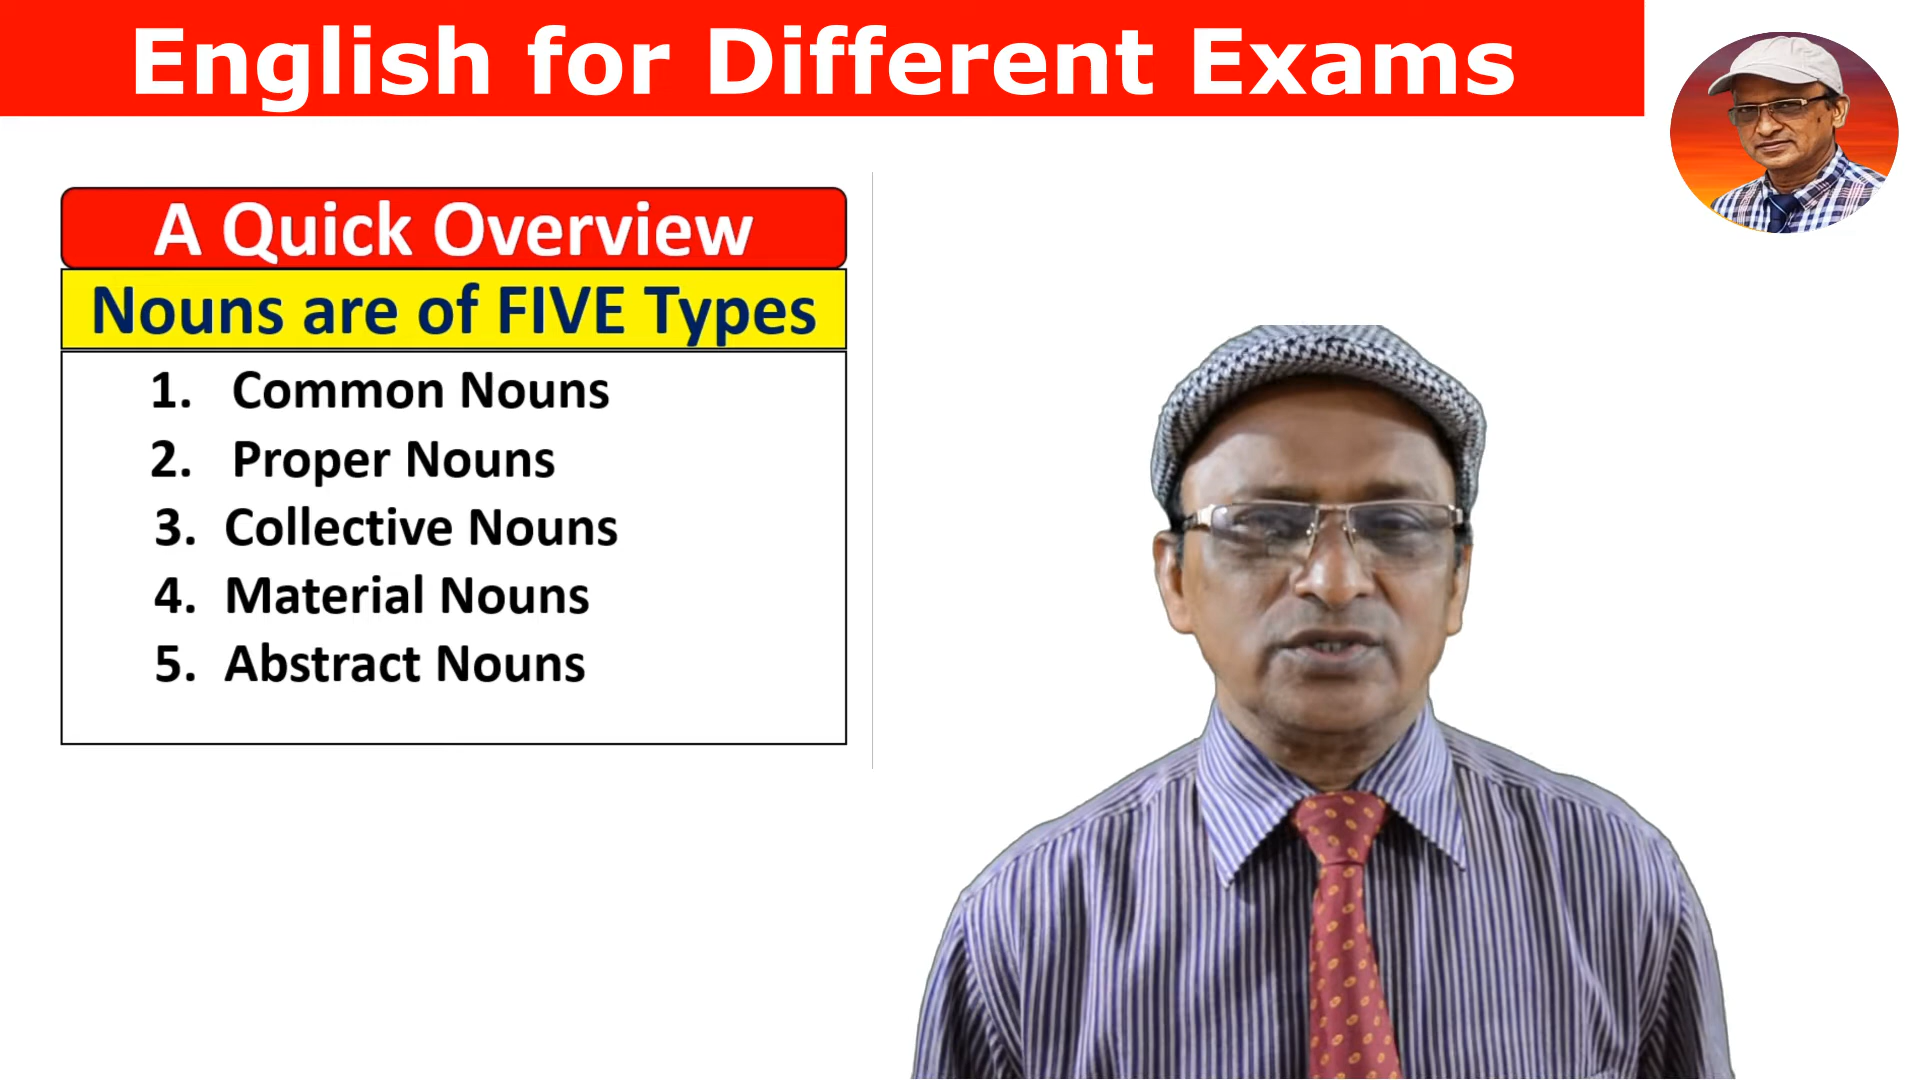 English for Different Exams
A Quick Overview
Nouns are of FIVE Types
1. Common Nouns
2. Proper Nouns
3. Collective Nouns
4. Material Nouns
5. Abstract Nouns